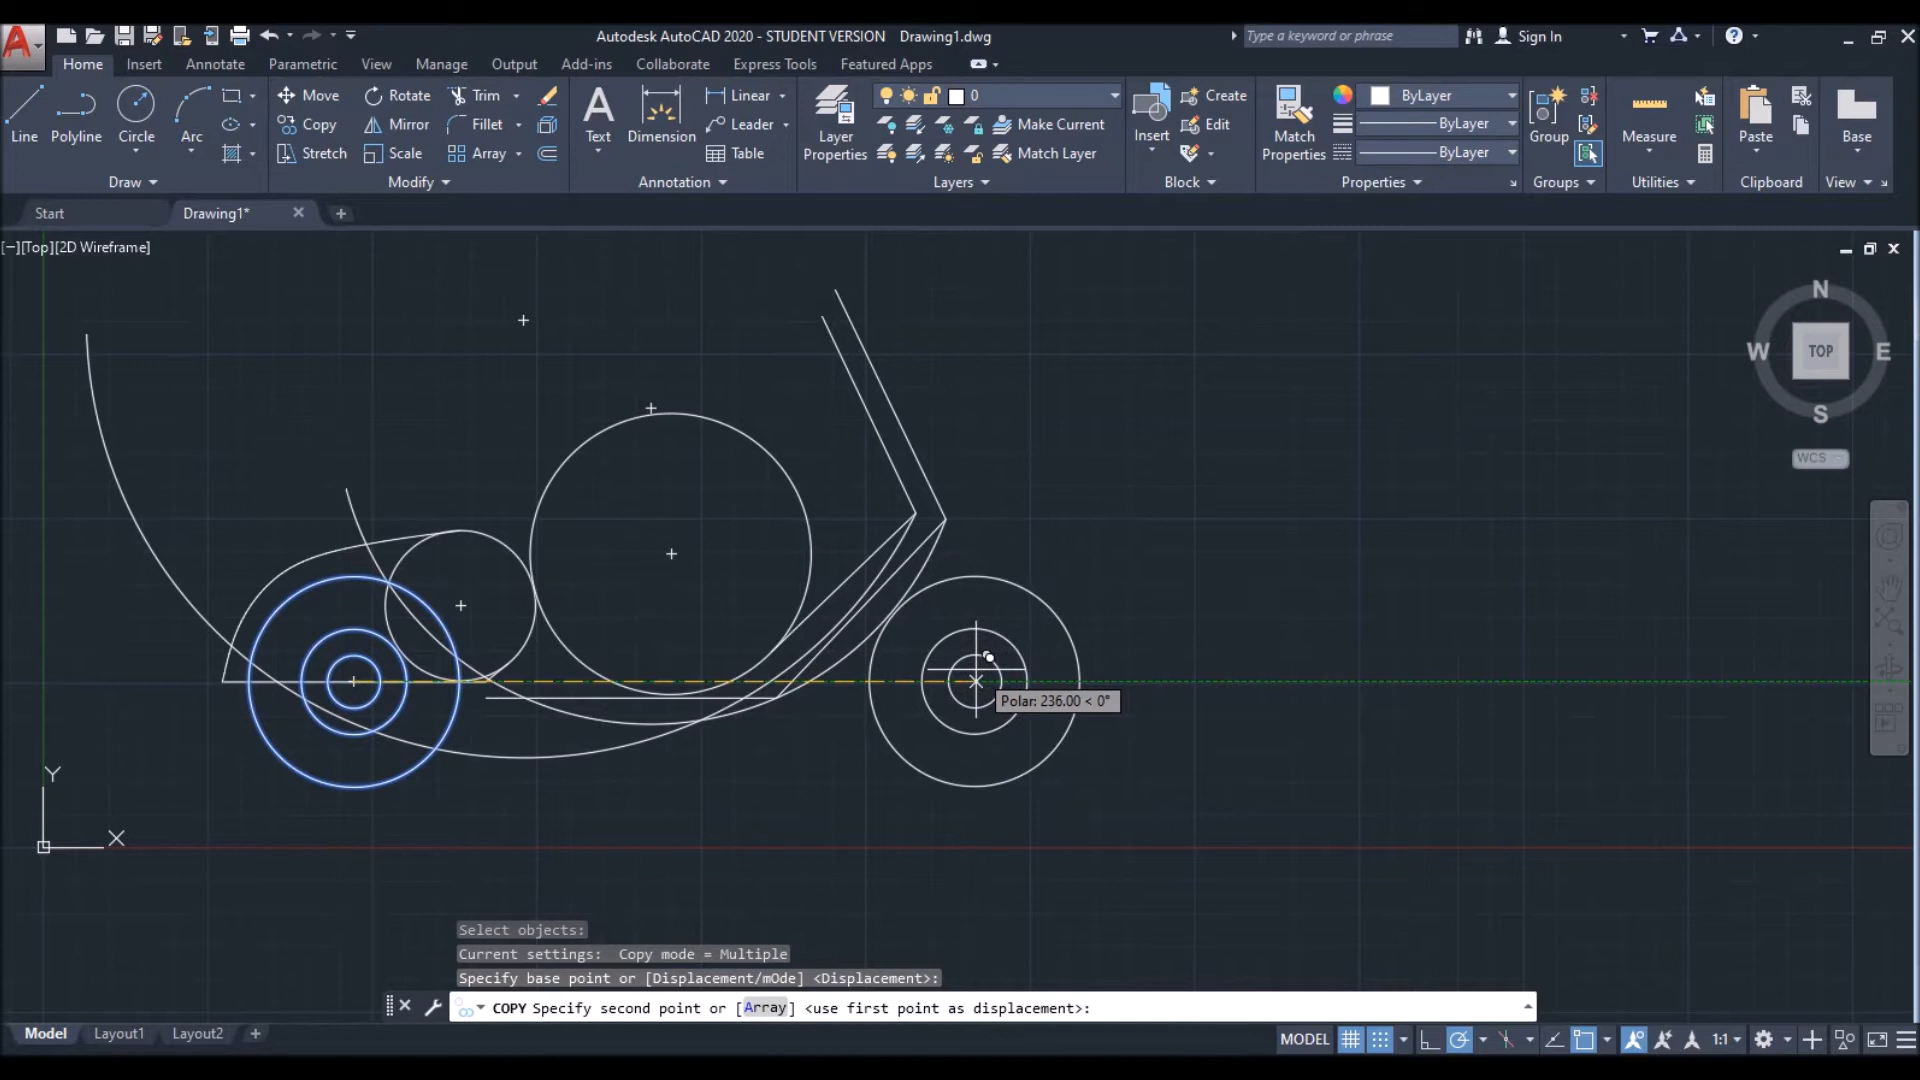 Autodesk AutoCAD 2020 - STUDENT VERSION Drawing1.dwg
Type a keyword or phrase
Sign In
Home Insert Annotate Parametric View Manage Output Add-ins Collaborate Express Tools Featured Apps
Line Polyline Circle Arc
Move Rotate Trim
Copy Mirror Fillet
Stretch Scale Array
Text Dimension
Linear
Leader
Table
Layer Properties
0
Make Current
Match Layer
Insert
Create
Edit
Match Properties
ByLayer
ByLayer
ByLayer
Group
Measure
Paste
Base
Draw Modify Annotation Layers Block Properties Groups Utilities Clipboard View
Start Drawing1*
[−][Top][2D Wireframe]
N
W TOP E
S
WCS
Polar: 236.00 < 0°
Y
X
Select objects:
Current settings: Copy mode = Multiple
Specify base point or [Displacement/mOde] <Displacement>:
COPY Specify second point or [Array] <use first point as displacement>:
Model Layout1 Layout2
MODEL
1:1